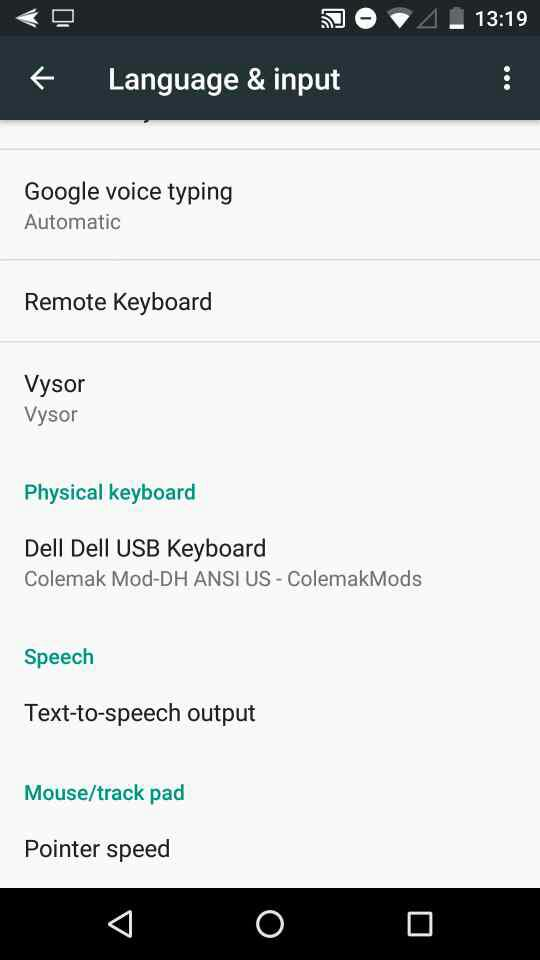 13:19
Language & input
Google voice typing
Automatic
Remote Keyboard
Vysor
Vysor
Physical keyboard
Dell Dell USB Keyboard
Colemak Mod-DH ANSI US - ColemakMods
Speech
Text-to-speech output
Mouse/track pad
Pointer speed